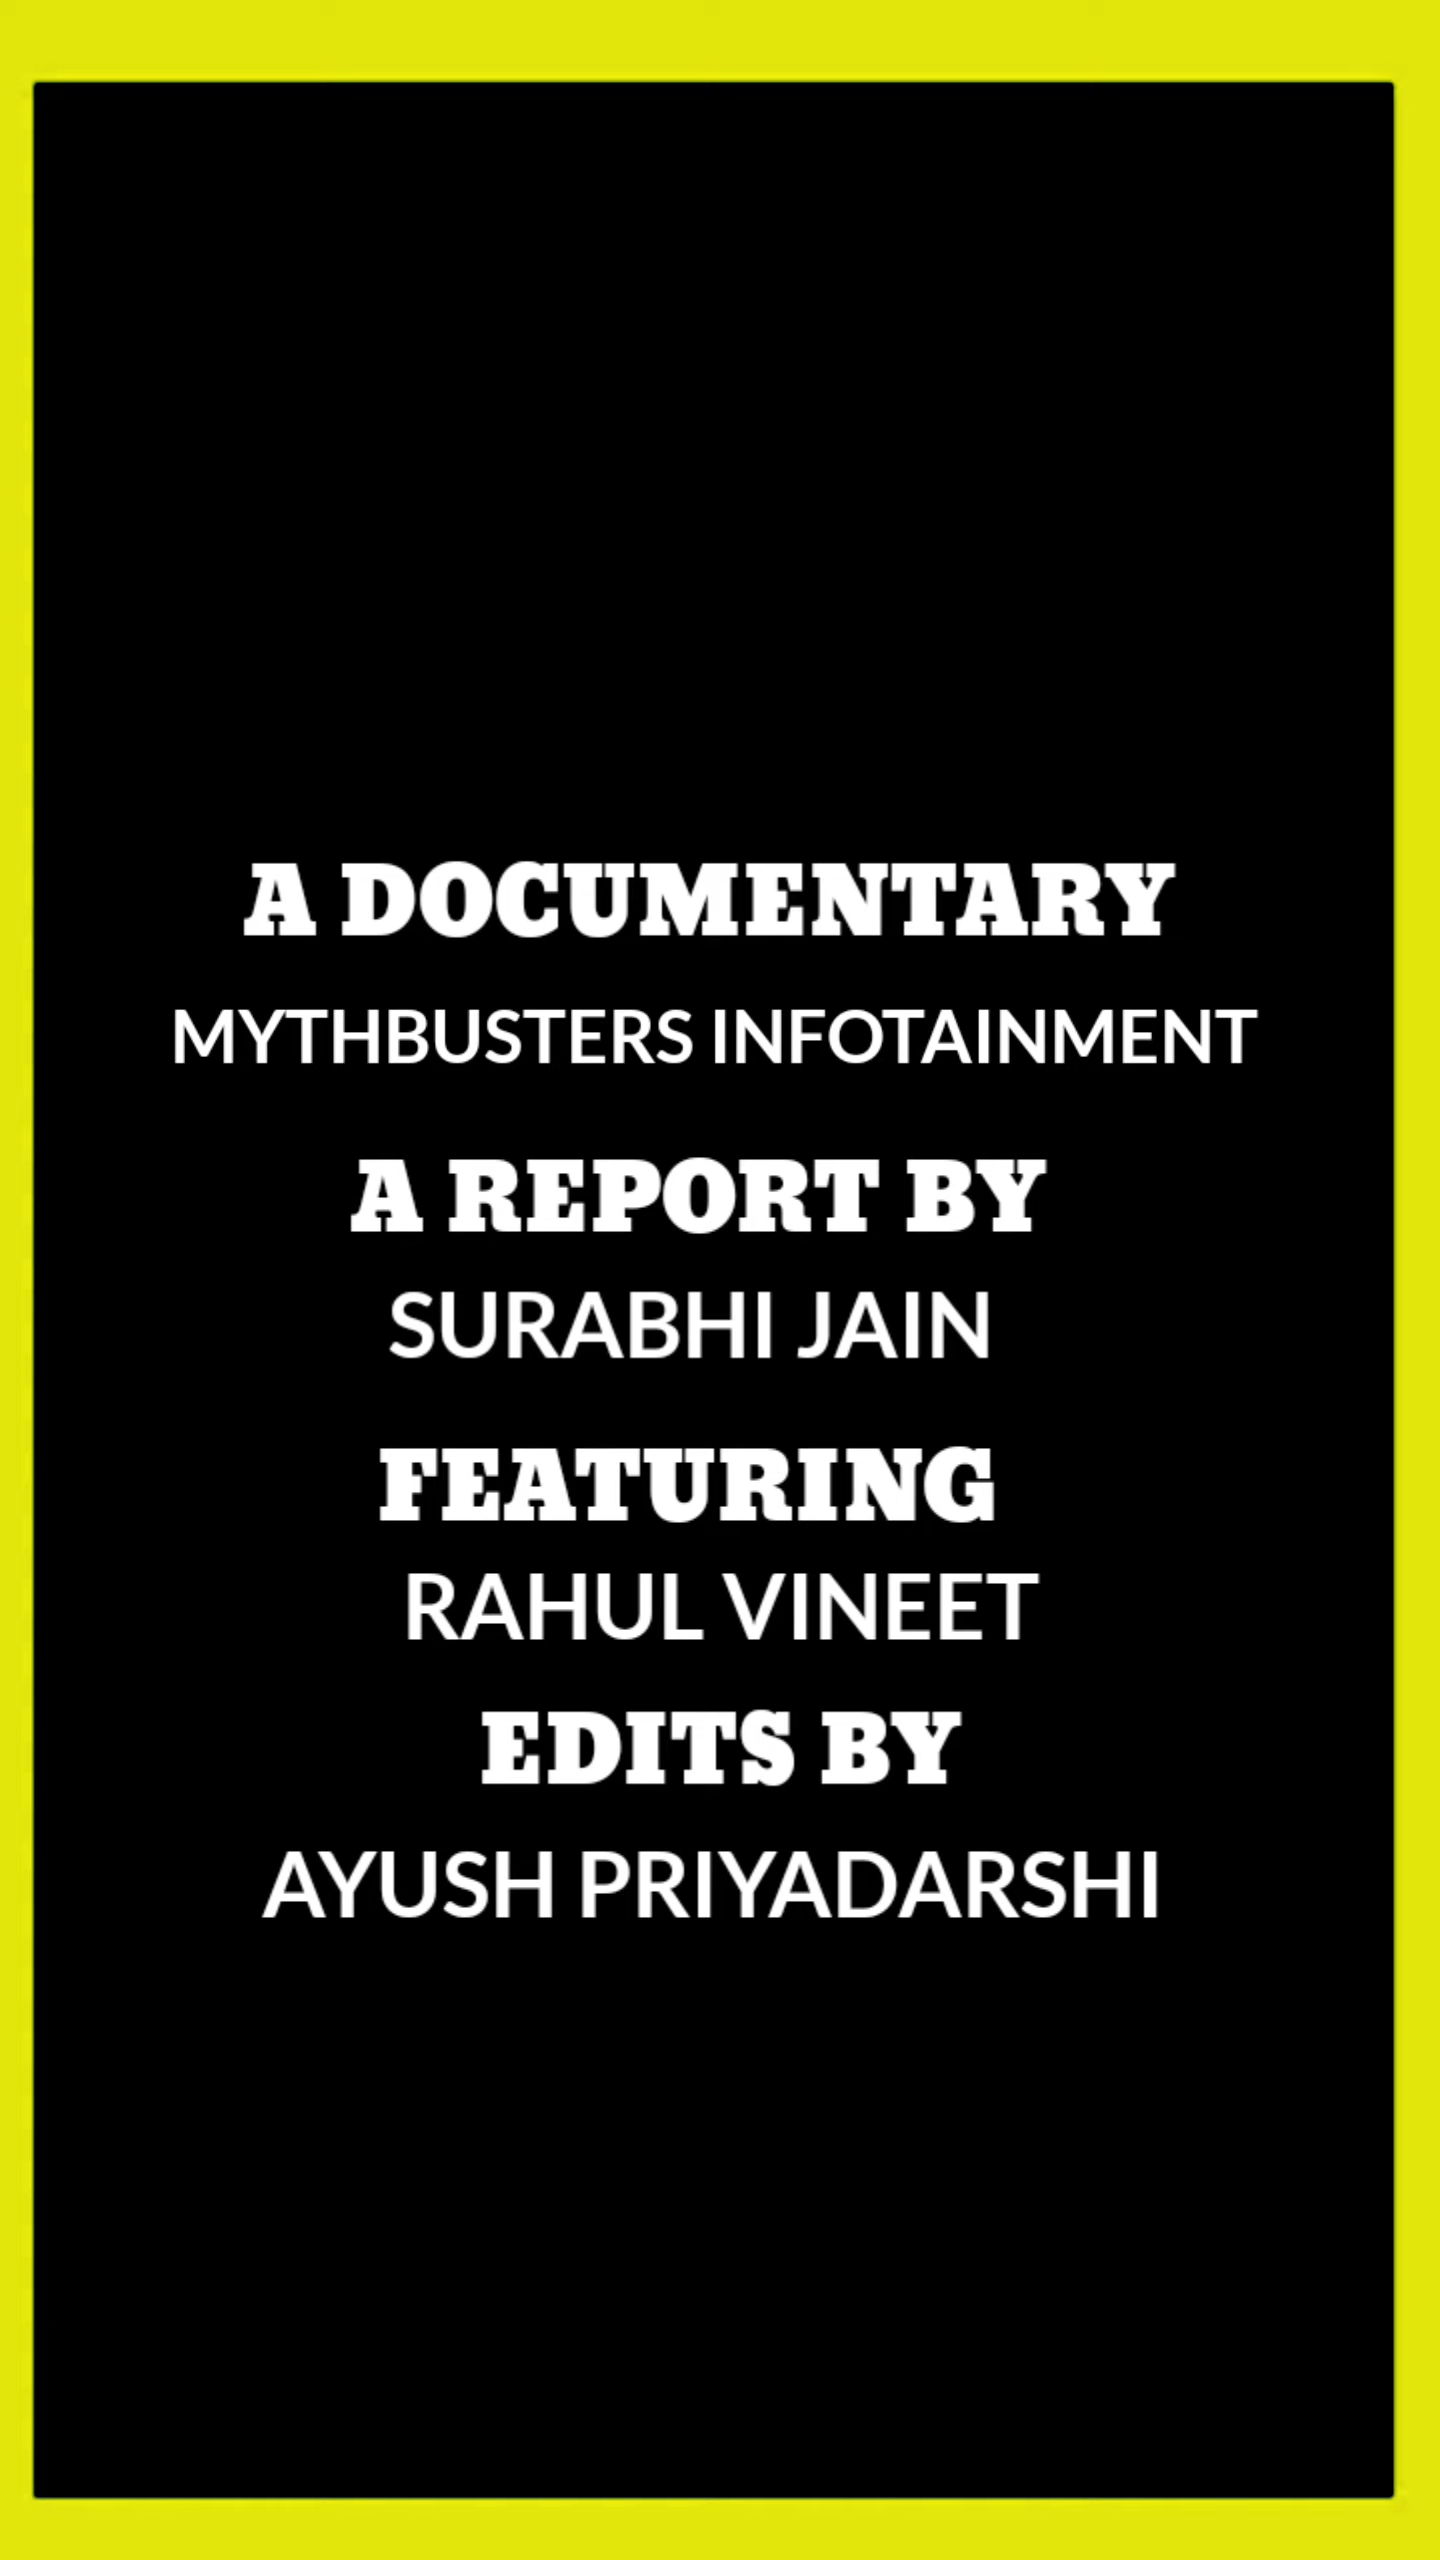 A DOCUMENTARY
MYTHBUSTERS INFOTAINMENT
A REPORT BY
SURABHI JAIN
FEATURING
RAHUL VINEET
EDITS BY
AYUSH PRIYADARSHI